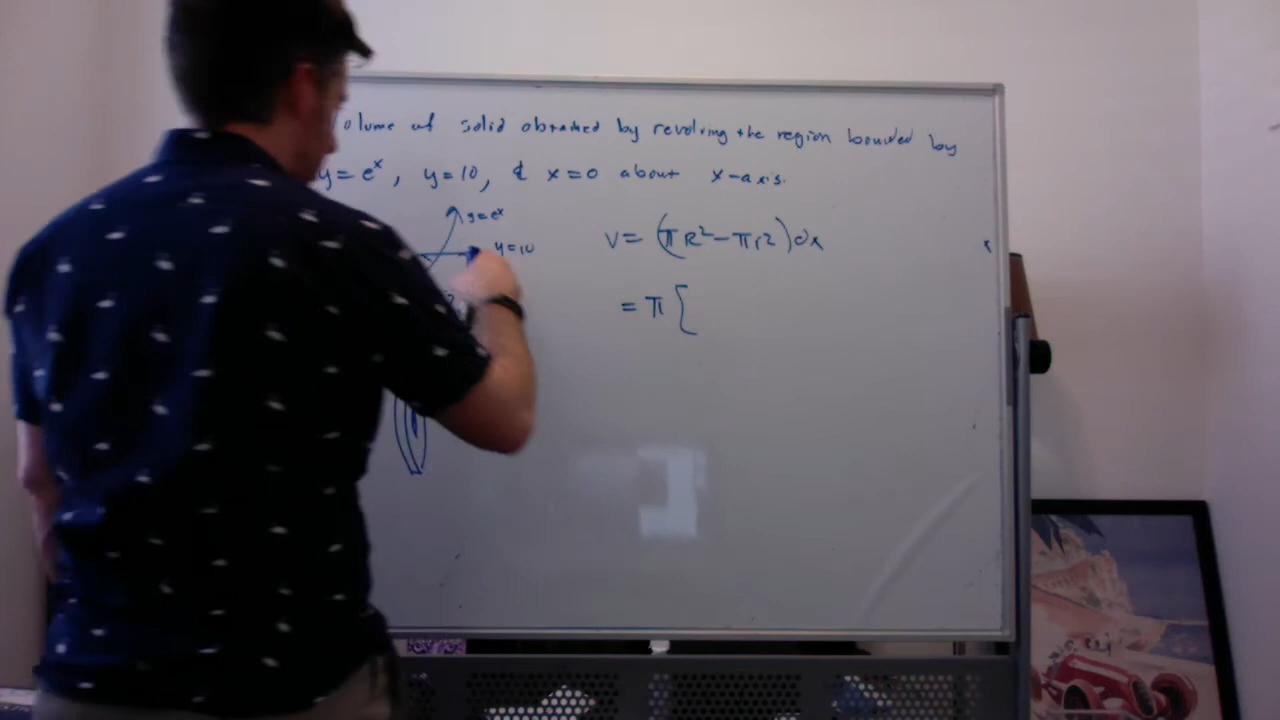 olume of solid obtained by revolving the region bounded by
y = e^x, y = 10, & x = 0 about x-axis.
y = e^x
y = 10
V = (πR² - πr²)dx
= π [